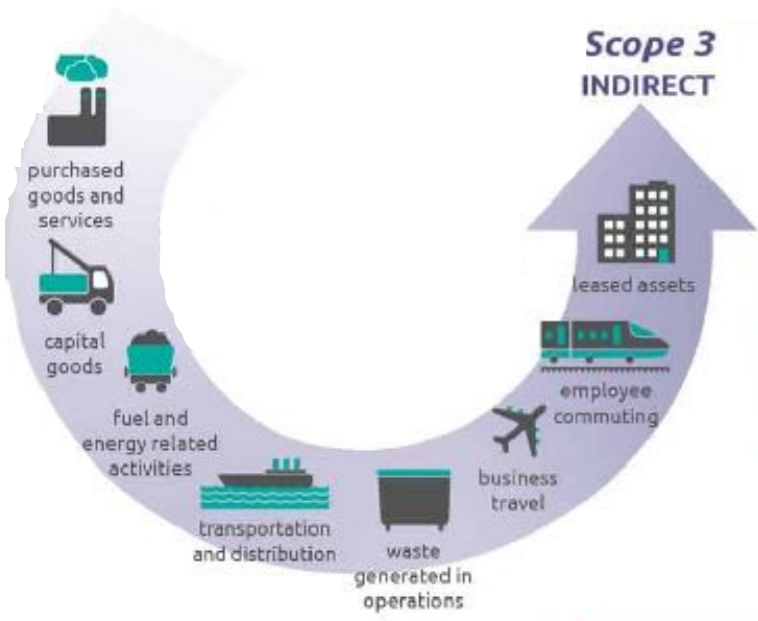 Scope 3
INDIRECT
purchased
goods and
services
capital
goods
fuel and
energy related
activities
transportation
and distribution
waste
generated in
operations
business
travel
employee
commuting
leased assets